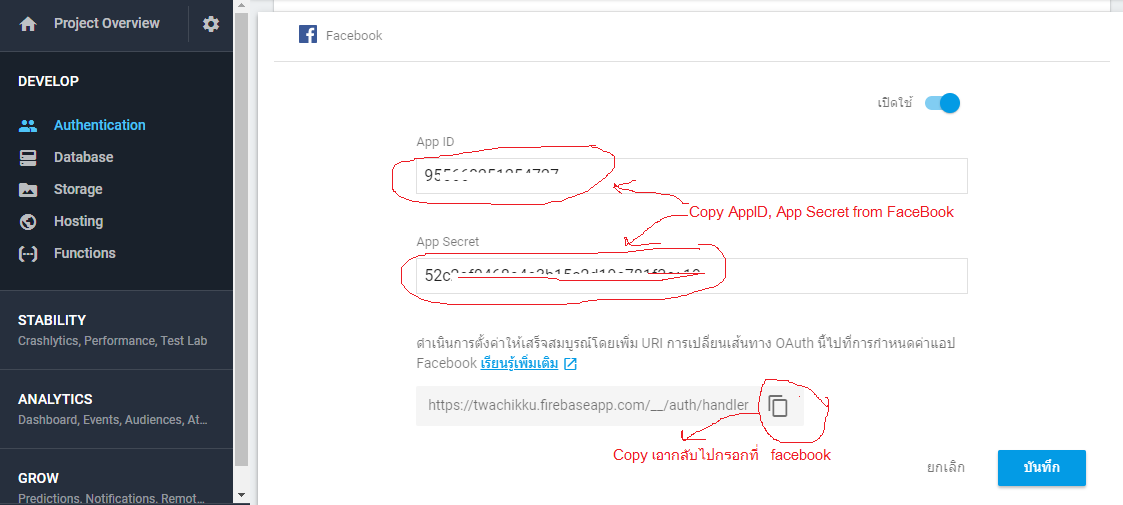 Project Overview
Facebook
DEVELOP
เปิดใช้
Authentication
App ID
Database
Storage
Copy AppID, App Secret from FaceBook
Hosting
App Secret
Functions
STABILITY
Crashlytics, Performance, Test Lab
ดำเนินการตั้งค่าให้เสร็จสมบูรณ์โดยเพิ่ม URI การเปลี่ยนเส้นทาง OAuth นี้ไปที่การกำหนดค่าแอป
Facebook เรียนรู้เพิ่มเติม
ANALYTICS
Dashboard, Events, Audiences, At...
https://twachikku.firebaseapp.com/__/auth/handler
Copy เอากลับไปกรอกที่ facebook
ยกเลิก
บันทึก
GROW
Predictions, Notifications, Remot...